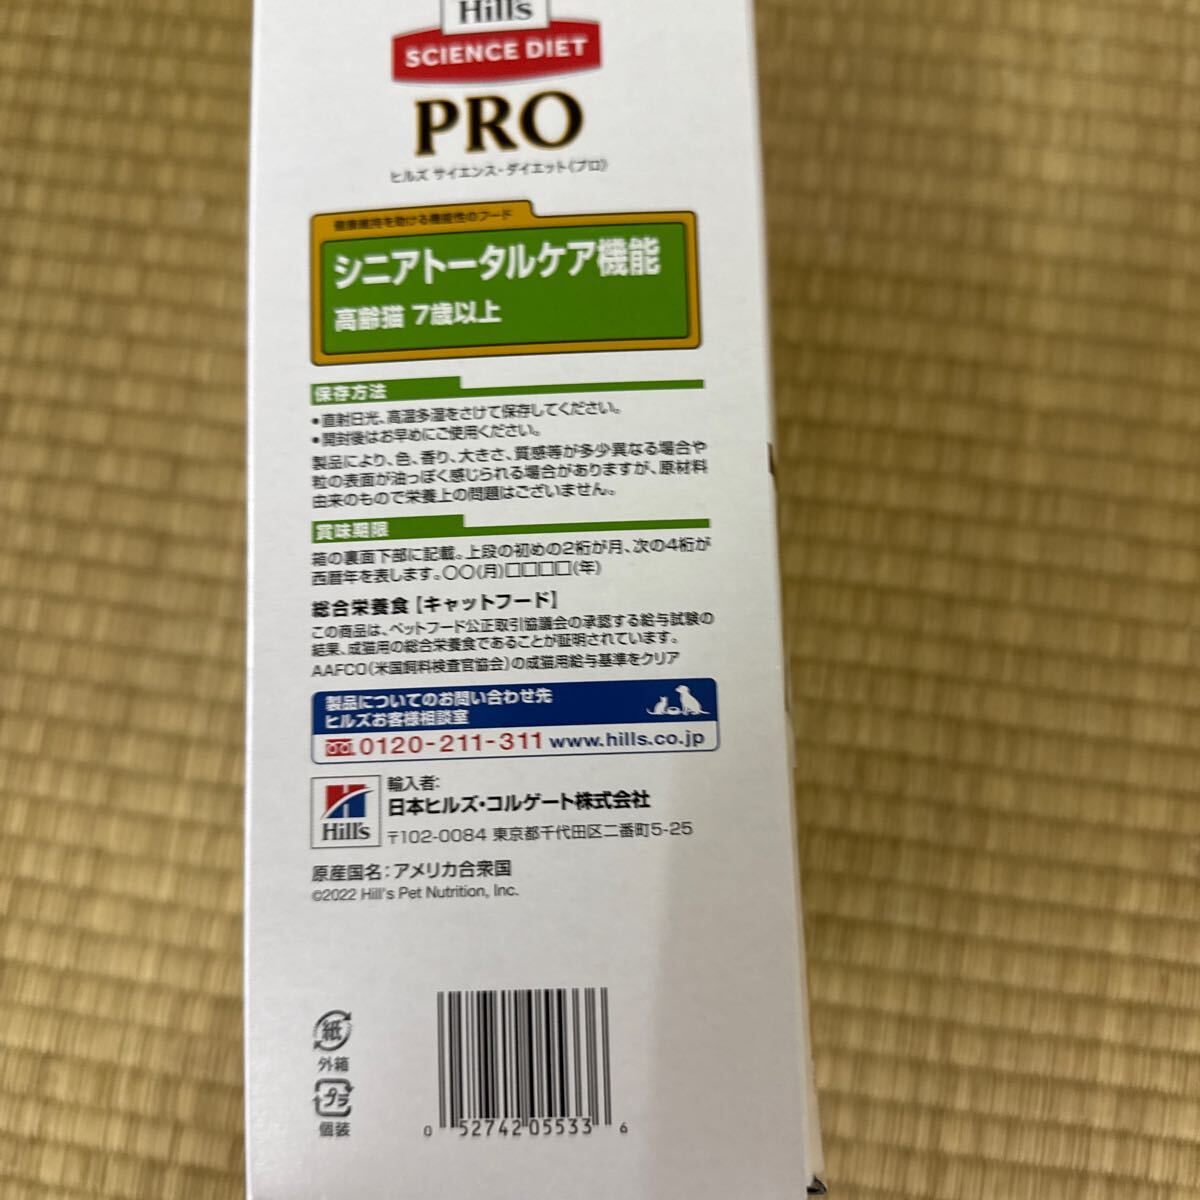 Hill's
SCIENCE DIET
PRO
ヒルズ サイエンス・ダイエット〈プロ〉
健康維持を助ける機能性のフード
シニアトータルケア機能
高齢猫 7歳以上
保存方法
•直射日光、高温多湿をさけて保存してください。
•開封後はお早めにご使用ください。
製品により、色、香り、大きさ、質感等が多少異なる場合や
粒の表面が油っぽく感じられる場合がありますが、原材料
由来のもので栄養上の問題はございません。
賞味期限
箱の裏面下部に記載。上段の初めの2桁が月、次の4桁が
西暦年を表します。〇〇(月)□□□□(年)
総合栄養食 [キャットフード]
この商品は、ペットフード公正取引協議会の承認する給与試験の
結果、成猫用の総合栄養食であることが証明されています。
AAFCO(米国飼料検査官協会)の成猫用給与基準をクリア
製品についてのお問い合わせ先
ヒルズお客様相談室
0120-211-311 www.hills.co.jp
Hill's
輸入者:
日本ヒルズ・コルゲート株式会社
〒102-0084 東京都千代田区二番町5-25
原産国名:アメリカ合衆国
©2022 Hill's Pet Nutrition, Inc.
紙
外箱
プラ
個装
0 52742 05533 6